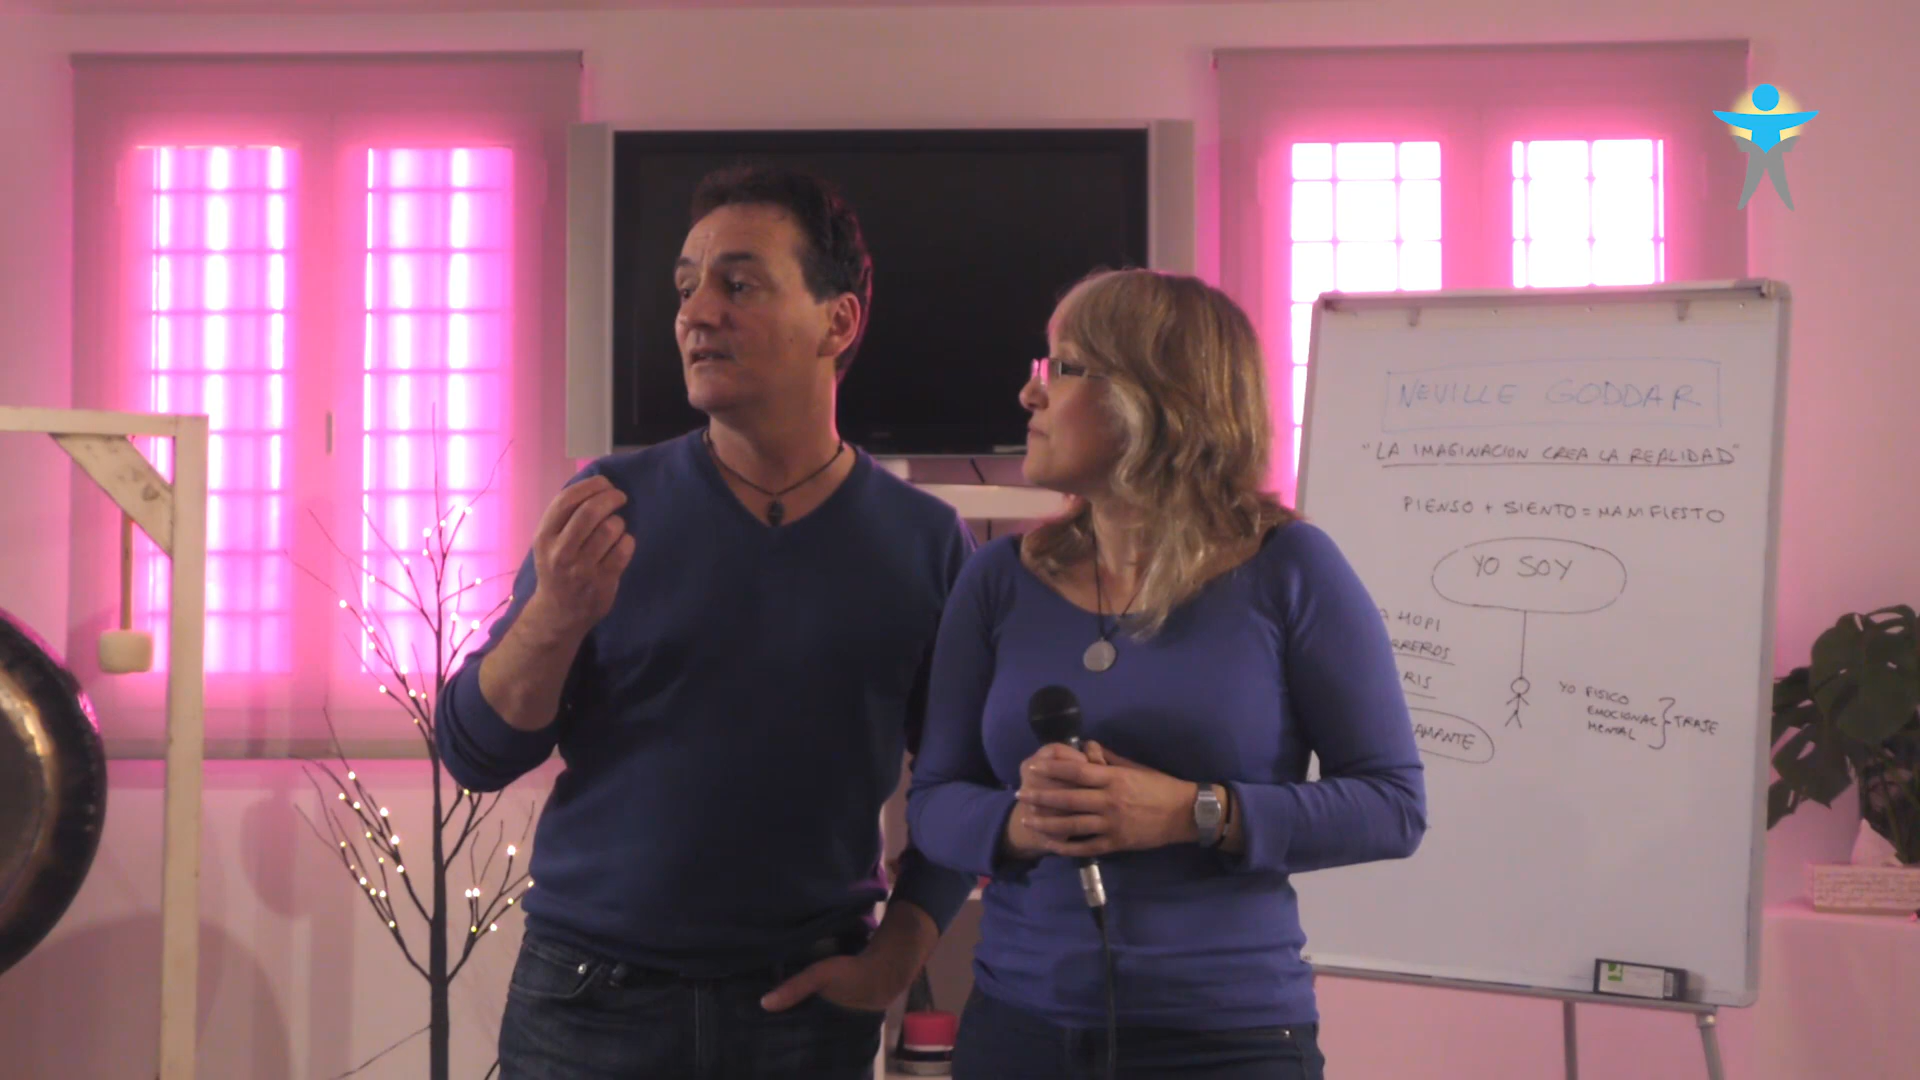 NEVILLE GODDAR
"LA IMAGINACION CREA LA REALIDAD"
PIENSO + SIENTO = MANIFIESTO
YO SOY
A HOPI
RREROS
RIS
AMANTE
YO FISICO
EMOCIONAL
MENTAL
TRAJE